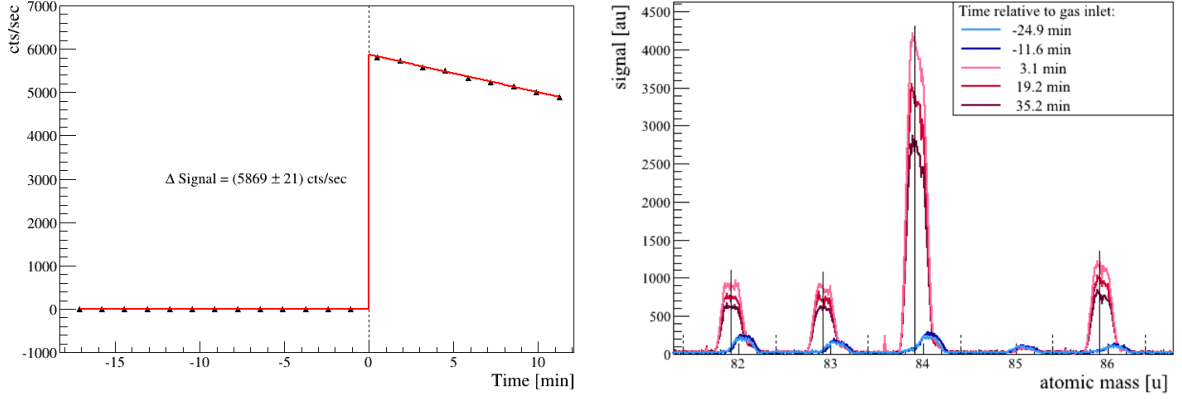 cts/sec
7000
6000
5000
4000
3000
2000
1000
0
-1000
Δ Signal = (5869 ± 21) cts/sec
-15
-10
-5
0
5
10
Time [min]
signal [au]
4500
4000
3500
3000
2500
2000
1500
1000
500
0
Time relative to gas inlet:
-24.9 min
-11.6 min
3.1 min
19.2 min
35.2 min
82
83
84
85
86
atomic mass [u]